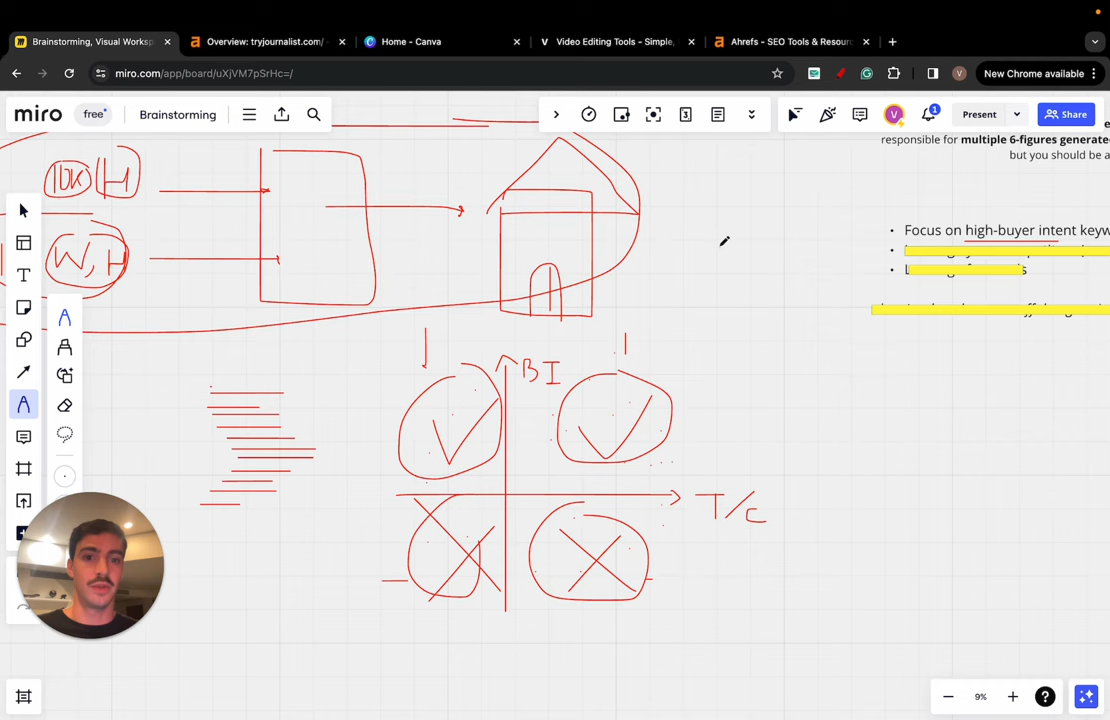 Brainstorming, Visual Worksp
Overview: tryjournalist.com/ -
Home - Canva
Video Editing Tools - Simple,
Ahrefs - SEO Tools & Resour
miro.com/app/board/uXjVM7pSrHc=/
New Chrome available
miro free Brainstorming
Present Share
1
3
V
responsible for multiple 6-figures generate
but you should be a
10k (H)
W, H
• Focus on high-buyer intent keyw
BI
T/C
9%